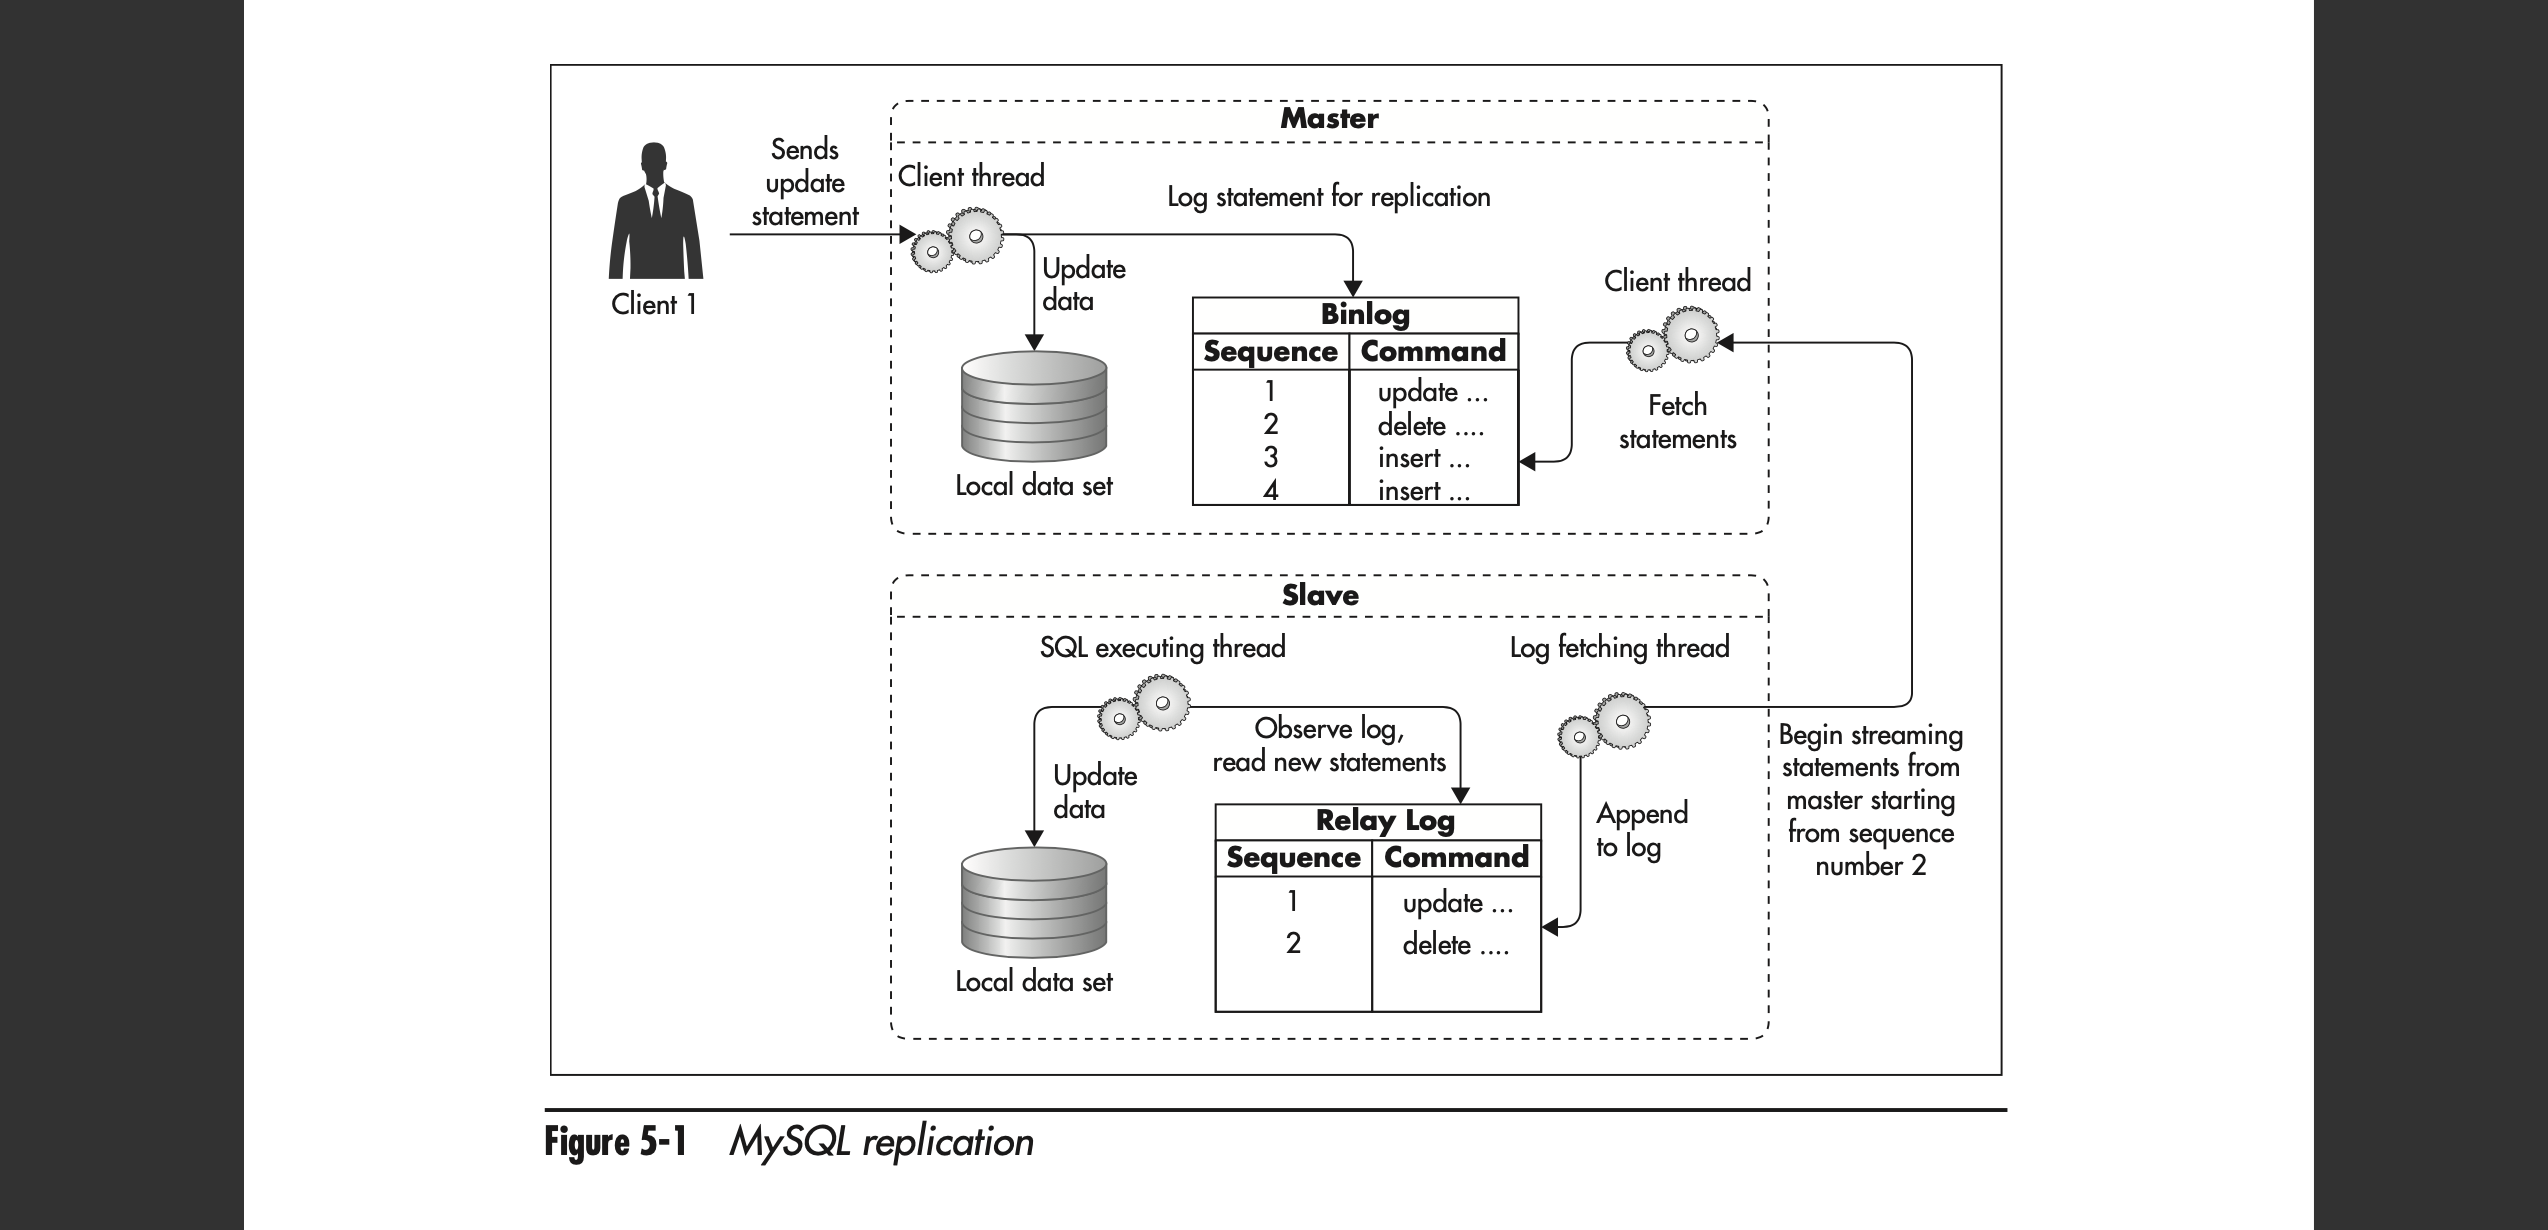 Master
Sends
update
statement
Client thread
Log statement for replication
Client 1
Update
data
Local data set
Binlog
Sequence Command
1 update ...
2 delete ....
3 insert ...
4 insert ...
Client thread
Fetch
statements
Slave
SQL executing thread
Log fetching thread
Observe log,
read new statements
Update
data
Local data set
Relay Log
Sequence Command
1 update ...
2 delete ....
Append
to log
Begin streaming
statements from
master starting
from sequence
number 2
Figure 5-1 MySQL replication